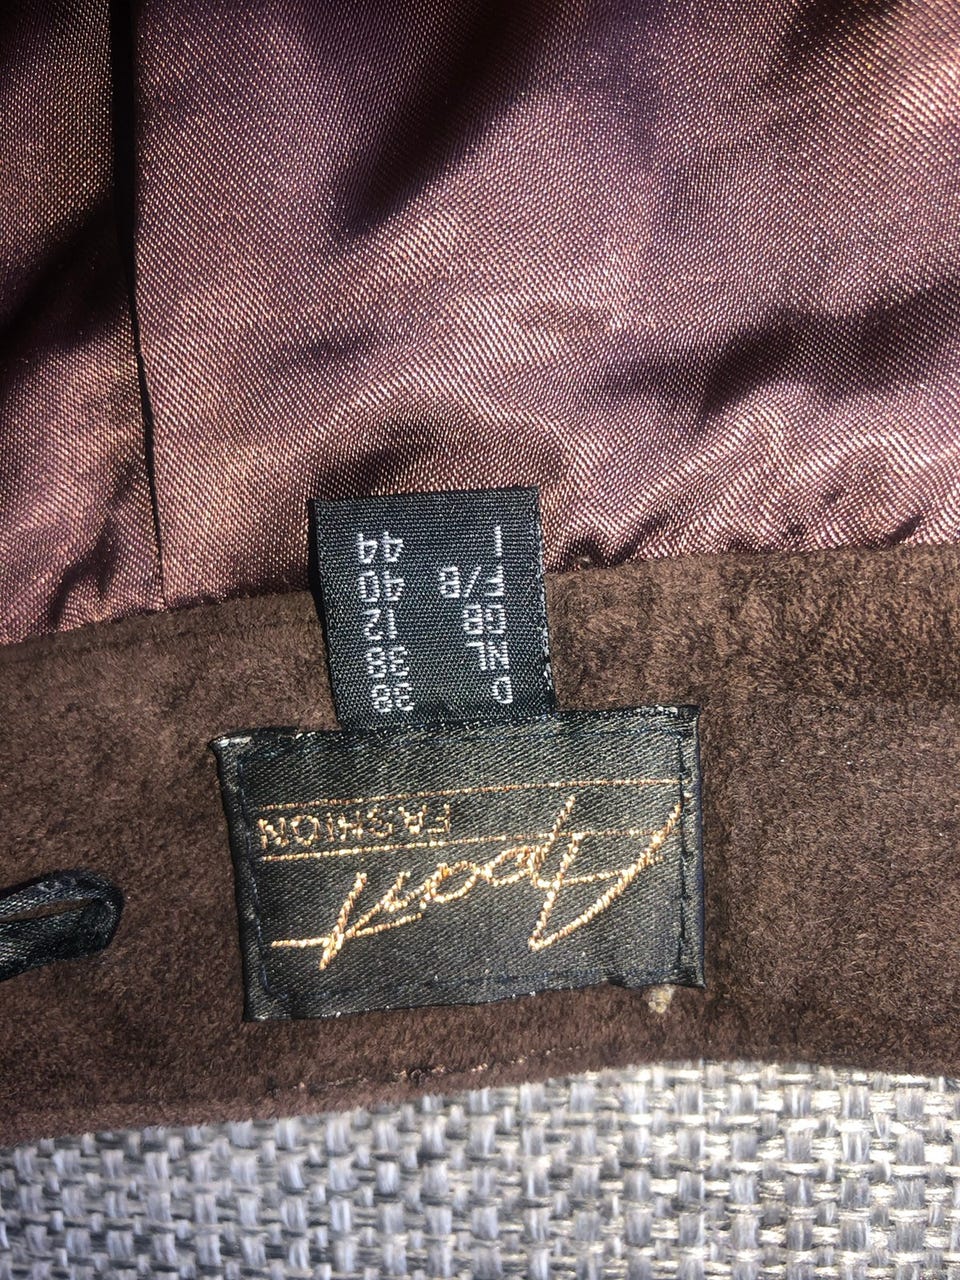 Apart
FASHION
D 38
NL 38
GB 12
F/B 40
I 44